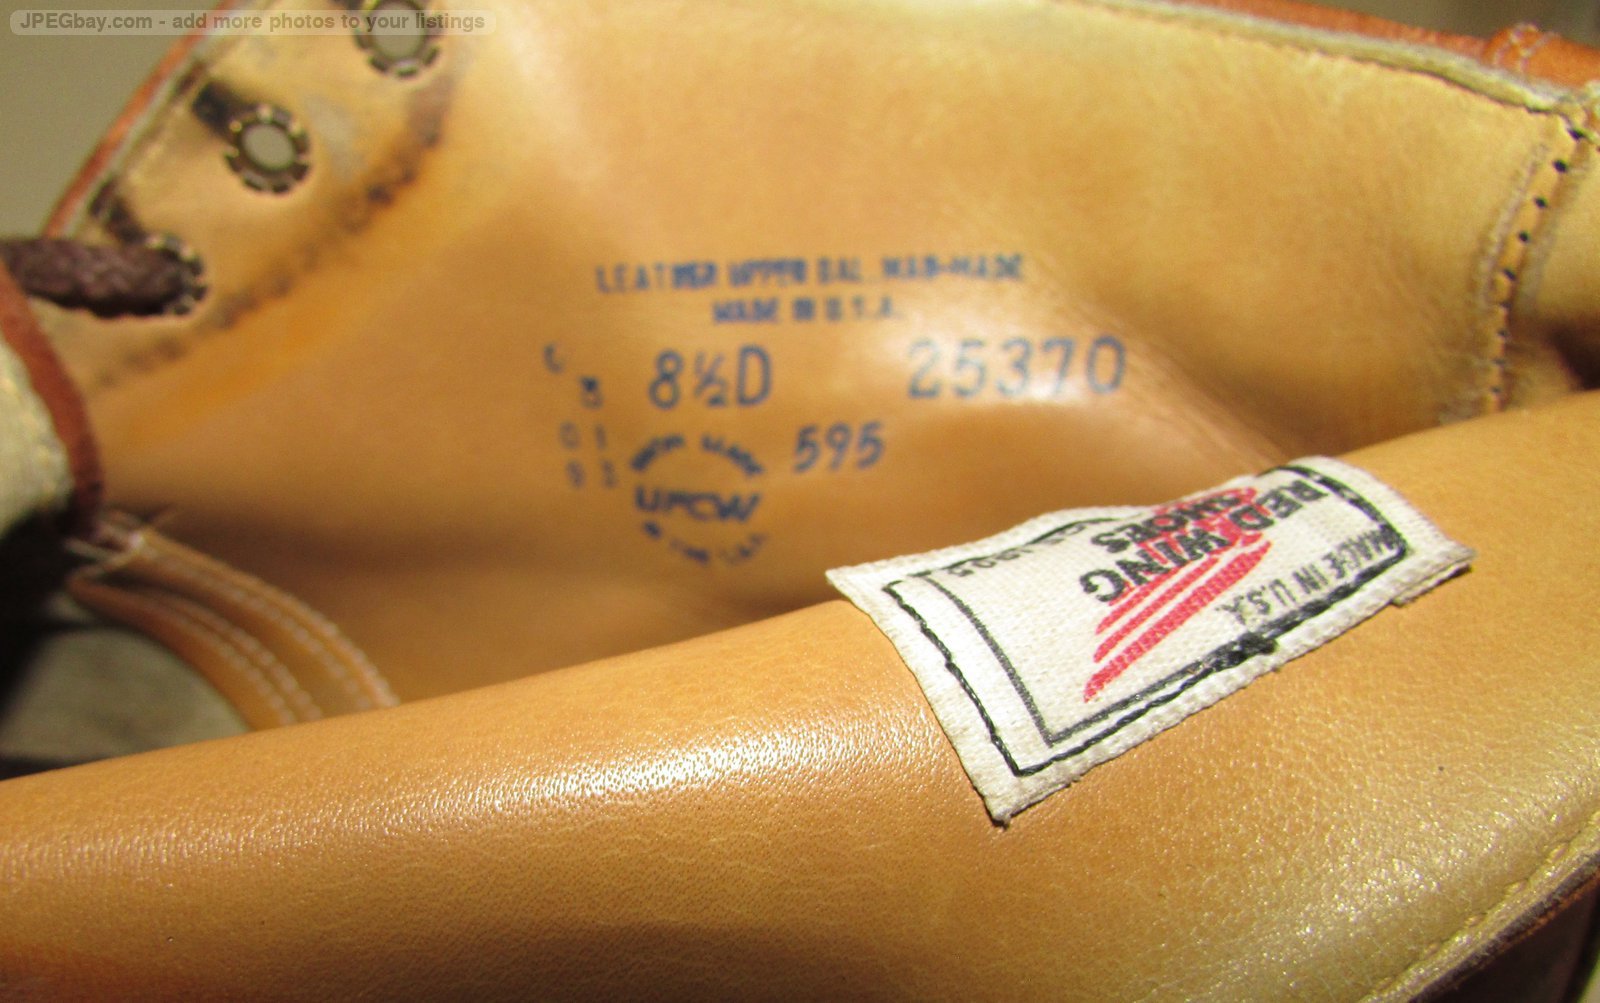 JPEGbay.com - add more photos to your listings
LEATHER UPPER BAL. MAN-MADE
MADE IN U.S.A.
8½D 25370
595
UFCW
RED WING
SHOES
MADE IN U.S.A.